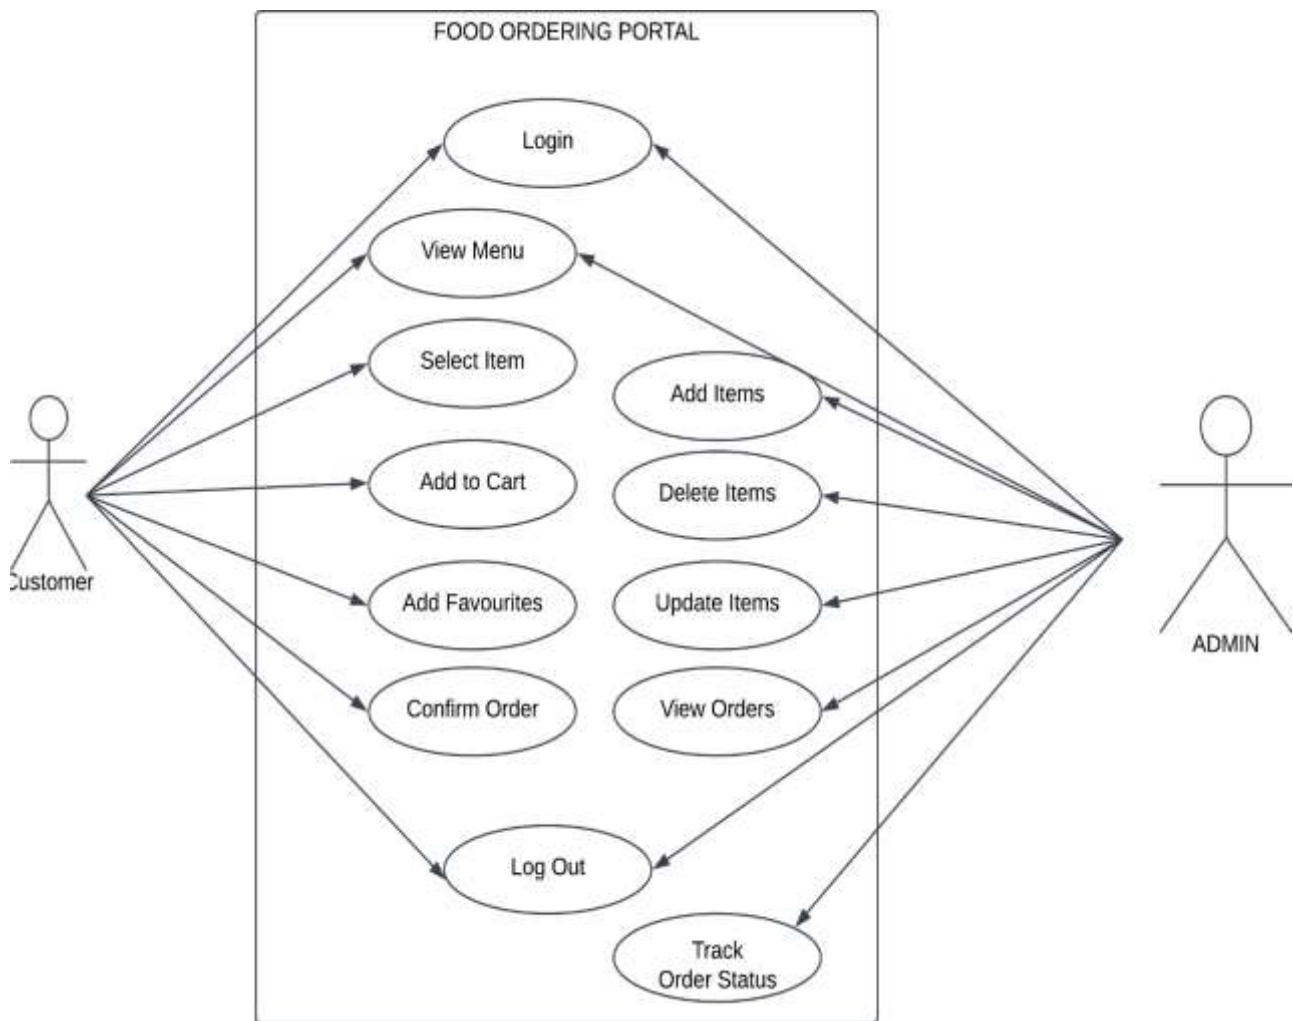 FOOD ORDERING PORTAL
Login
View Menu
Select Item
Add Items
Add to Cart
Delete Items
Add Favourites
Update Items
Confirm Order
View Orders
Log Out
Track
Order Status
Customer
ADMIN